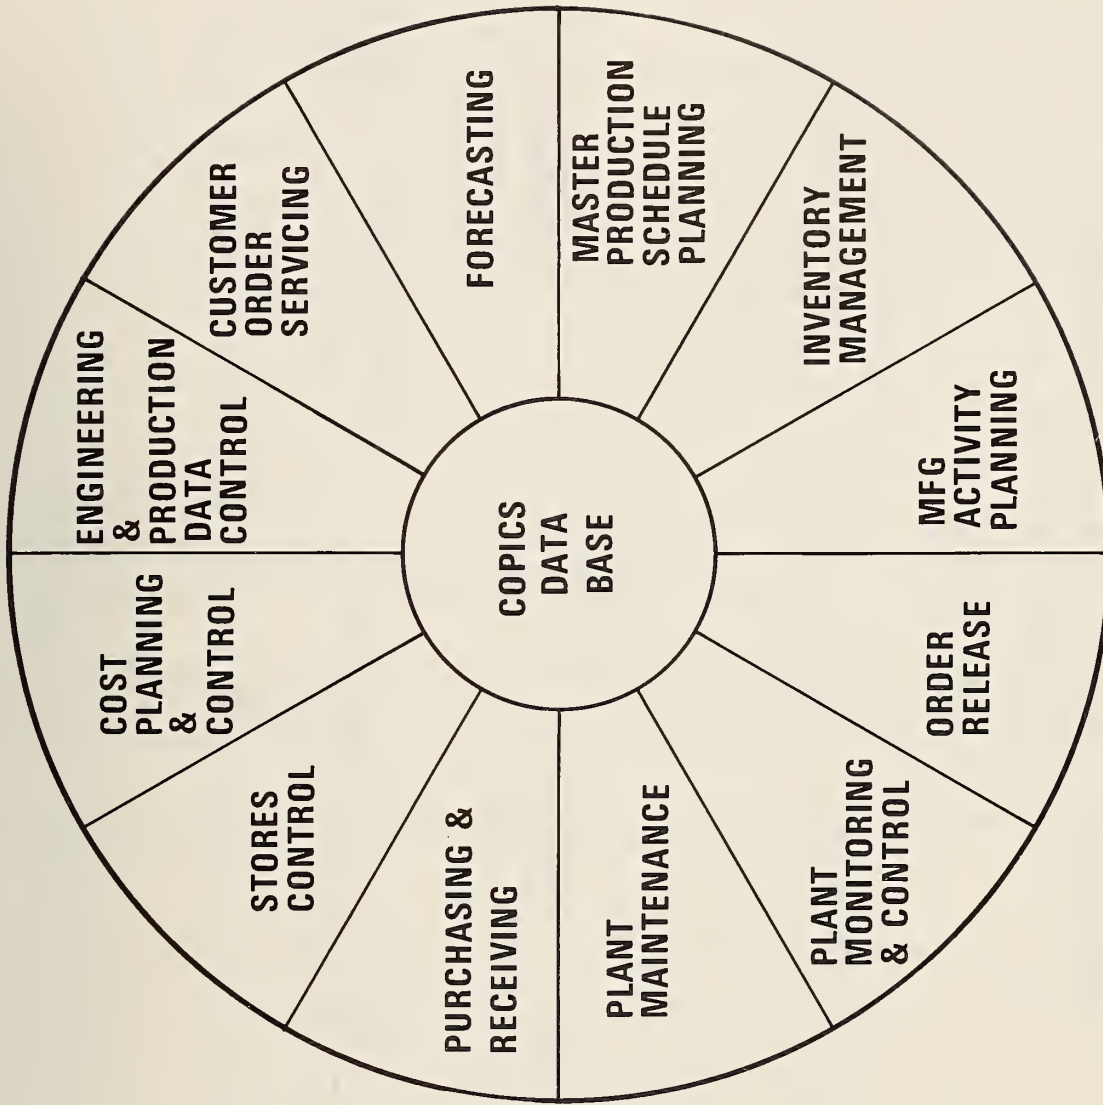 ENGINEERING
&
PRODUCTION
DATA
CONTROL
CUSTOMER
ORDER
SERVICING
FORECASTING
MASTER
PRODUCTION
SCHEDULE
PLANNING
INVENTORY
MANAGEMENT
MFG
ACTIVITY
PLANNING
ORDER
RELEASE
PLANT
MONITORING
& CONTROL
PLANT
MAINTENANCE
PURCHASING &
RECEIVING
STORES
CONTROL
COST
PLANNING
&
CONTROL
COPICS
DATA
BASE